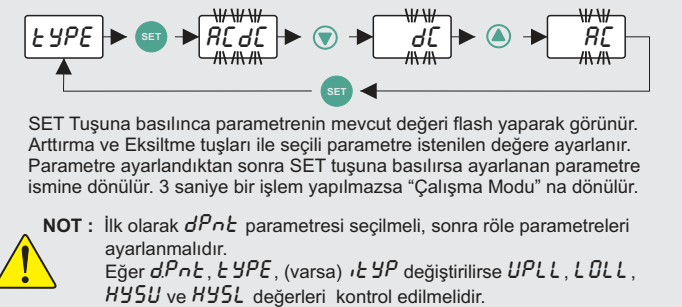 tYPE SET ACdC dC AC
SET
SET Tuşuna basılınca parametrenin mevcut değeri flash yaparak görünür.
Arttırma ve Eksiltme tuşları ile seçili parametre istenilen değere ayarlanır.
Parametre ayarlandıktan sonra SET tuşuna basılırsa ayarlanan parametre
ismine dönülür. 3 saniye bir işlem yapılmazsa “Çalışma Modu” na dönülür.
NOT : İlk olarak dPnt parametresi seçilmeli, sonra röle parametreleri
ayarlanmalıdır.
Eğer d.Pnt, tYPE, (varsa) ıtYP değiştirilirse UPLL, LOLL,
HYSU ve HYSL değerleri kontrol edilmelidir.